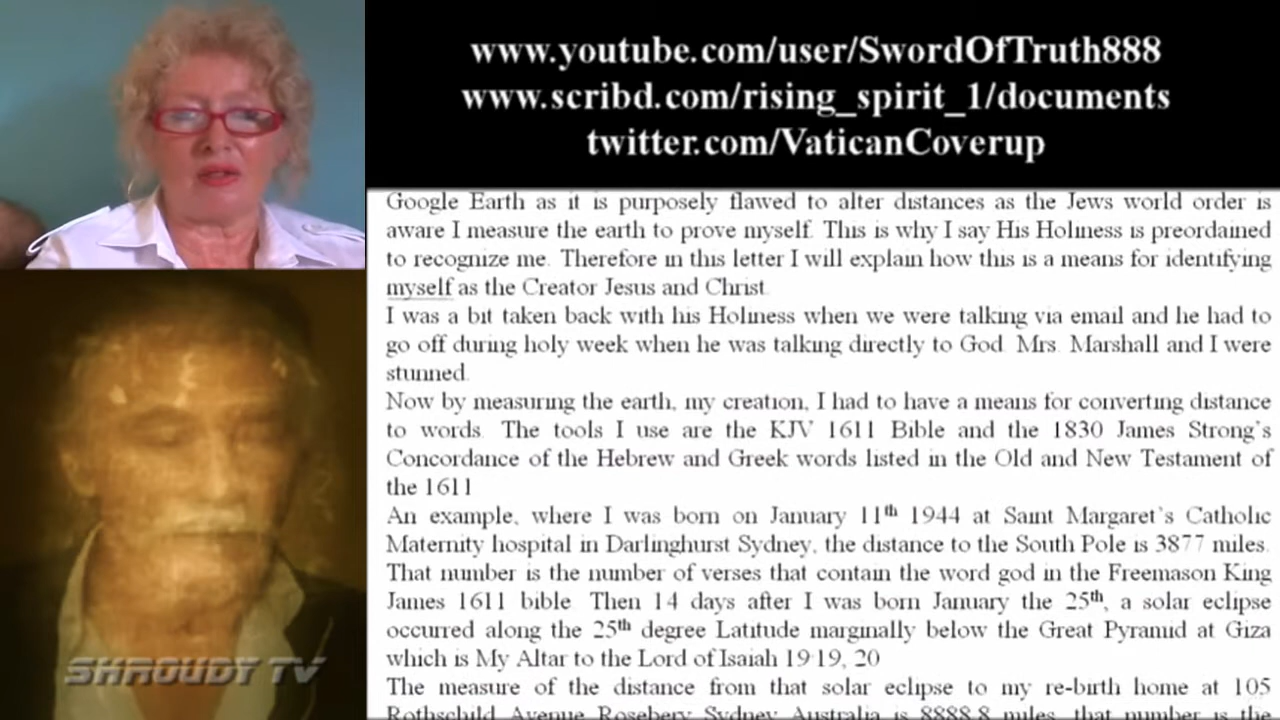 www.youtube.com/user/SwordOfTruth888
www.scribd.com/rising_spirit_1/documents
twitter.com/VaticanCoverup
Google Earth as it is purposely flawed to alter distances as the Jews world order is
aware I measure the earth to prove myself. This is why I say His Holiness is preordained
to recognize me. Therefore in this letter I will explain how this is a means for identifying
myself as the Creator Jesus and Christ.
I was a bit taken back with his Holiness when we were talking via email and he had to
go off during holy week when he was talking directly to God. Mrs. Marshall and I were
stunned.
Now by measuring the earth, my creation, I had to have a means for converting distance
to words. The tools I use are the KJV 1611 Bible and the 1830 James Strong's
Concordance of the Hebrew and Greek words listed in the Old and New Testament of
the 1611
An example, where I was born on January 11th 1944 at Saint Margaret's Catholic
Maternity hospital in Darlinghurst Sydney, the distance to the South Pole is 3877 miles.
That number is the number of verses that contain the word god in the Freemason King
James 1611 bible. Then 14 days after I was born January the 25th, a solar eclipse
occurred along the 25th degree Latitude marginally below the Great Pyramid at Giza
which is My Altar to the Lord of Isaiah 19:19, 20
The measure of the distance from that solar eclipse to my re-birth home at 105
Rothschild Avenue Rosebery Sydney Australia is 8888.8 miles, that number is the
SHROUDY TV